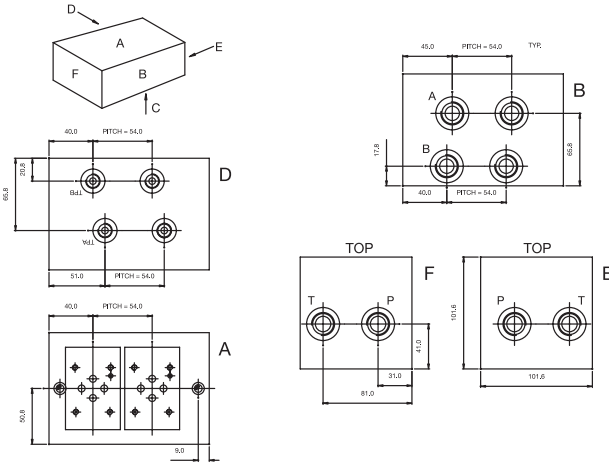 D
A
E
F
B
C
45.0
PITCH = 54.0
TYP.
B
A
B
17.8
65.8
40.0
PITCH = 54.0
40.0
PITCH = 54.0
D
20.8
65.8
TPB
TPA
51.0
PITCH = 54.0
TOP
F
T
P
41.0
31.0
81.0
TOP
E
P
T
101.6
101.6
40.0
PITCH = 54.0
A
50.8
9.0